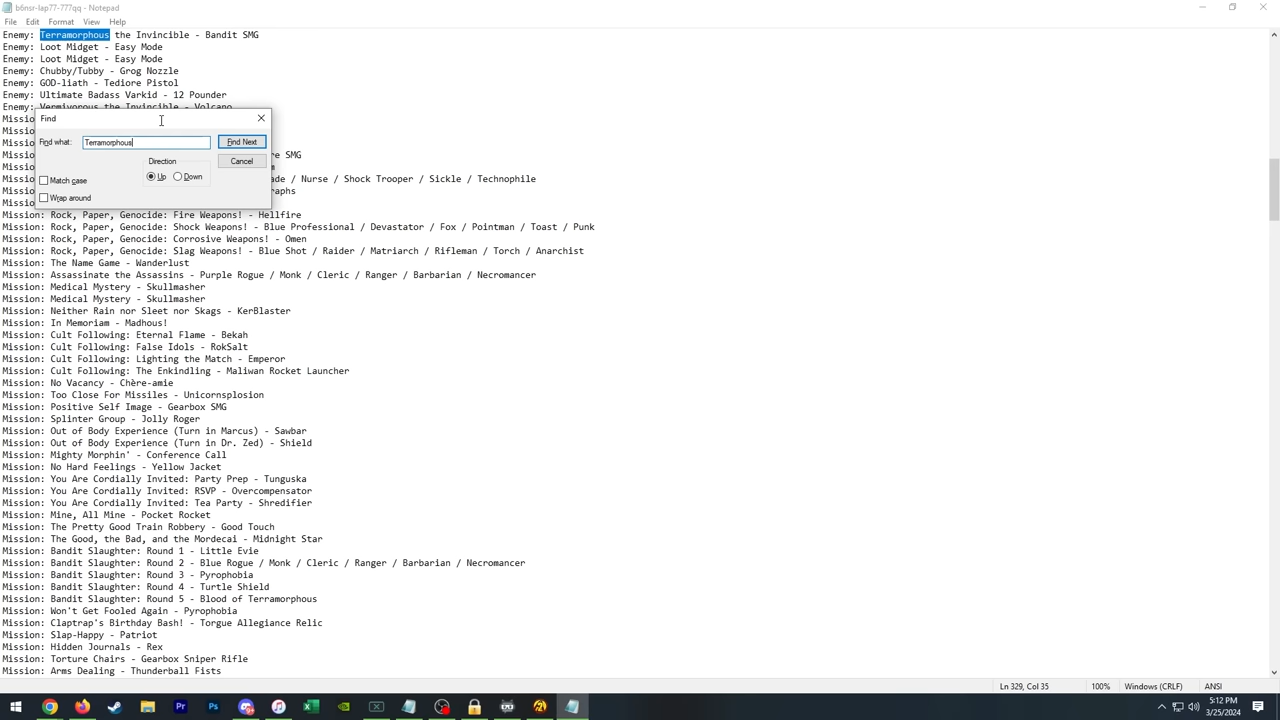 b6nsr-lap77-777qq - Notepad
File Edit Format View Help
Enemy: Terramorphous the Invincible - Bandit SMG
Enemy: Loot Midget - Easy Mode
Enemy: Loot Midget - Easy Mode
Enemy: Chubby/Tubby - Grog Nozzle
Enemy: GOD-liath - Tediore Pistol
Enemy: Ultimate Badass Varkid - 12 Pounder
Enemy: Vermivorous the Invincible - Volcano
Find
Find what: Terramorphous Find Next
Direction Cancel
Up Down
Match case
Wrap around
Missio
Missio
Missio
Missio re SMG
Missio
Missio ade / Nurse / Shock Trooper / Sickle / Technophile
Missio raphs
Missio
Mission: Rock, Paper, Genocide: Fire Weapons! - Hellfire
Mission: Rock, Paper, Genocide: Shock Weapons! - Blue Professional / Devastator / Fox / Pointman / Toast / Punk
Mission: Rock, Paper, Genocide: Corrosive Weapons! - Omen
Mission: Rock, Paper, Genocide: Slag Weapons! - Blue Shot / Raider / Matriarch / Rifleman / Torch / Anarchist
Mission: The Name Game - Wanderlust
Mission: Assassinate the Assassins - Purple Rogue / Monk / Cleric / Ranger / Barbarian / Necromancer
Mission: Medical Mystery - Skullmasher
Mission: Medical Mystery - Skullmasher
Mission: Neither Rain nor Sleet nor Skags - KerBlaster
Mission: In Memoriam - Madhous!
Mission: Cult Following: Eternal Flame - Bekah
Mission: Cult Following: False Idols - RokSalt
Mission: Cult Following: Lighting the Match - Emperor
Mission: Cult Following: The Enkindling - Maliwan Rocket Launcher
Mission: No Vacancy - Chère-amie
Mission: Too Close For Missiles - Unicornsplosion
Mission: Positive Self Image - Gearbox SMG
Mission: Splinter Group - Jolly Roger
Mission: Out of Body Experience (Turn in Marcus) - Sawbar
Mission: Out of Body Experience (Turn in Dr. Zed) - Shield
Mission: Mighty Morphin' - Conference Call
Mission: No Hard Feelings - Yellow Jacket
Mission: You Are Cordially Invited: Party Prep - Tunguska
Mission: You Are Cordially Invited: RSVP - Overcompensator
Mission: You Are Cordially Invited: Tea Party - Shredifier
Mission: Mine, All Mine - Pocket Rocket
Mission: The Pretty Good Train Robbery - Good Touch
Mission: The Good, the Bad, and the Mordecai - Midnight Star
Mission: Bandit Slaughter: Round 1 - Little Evie
Mission: Bandit Slaughter: Round 2 - Blue Rogue / Monk / Cleric / Ranger / Barbarian / Necromancer
Mission: Bandit Slaughter: Round 3 - Pyrophobia
Mission: Bandit Slaughter: Round 4 - Turtle Shield
Mission: Bandit Slaughter: Round 5 - Blood of Terramorphous
Mission: Won't Get Fooled Again - Pyrophobia
Mission: Claptrap's Birthday Bash! - Torgue Allegiance Relic
Mission: Slap-Happy - Patriot
Mission: Hidden Journals - Rex
Mission: Torture Chairs - Gearbox Sniper Rifle
Mission: Arms Dealing - Thunderball Fists
Ln 329, Col 35 100% Windows (CRLF) ANSI
5:12 PM
3/25/2024